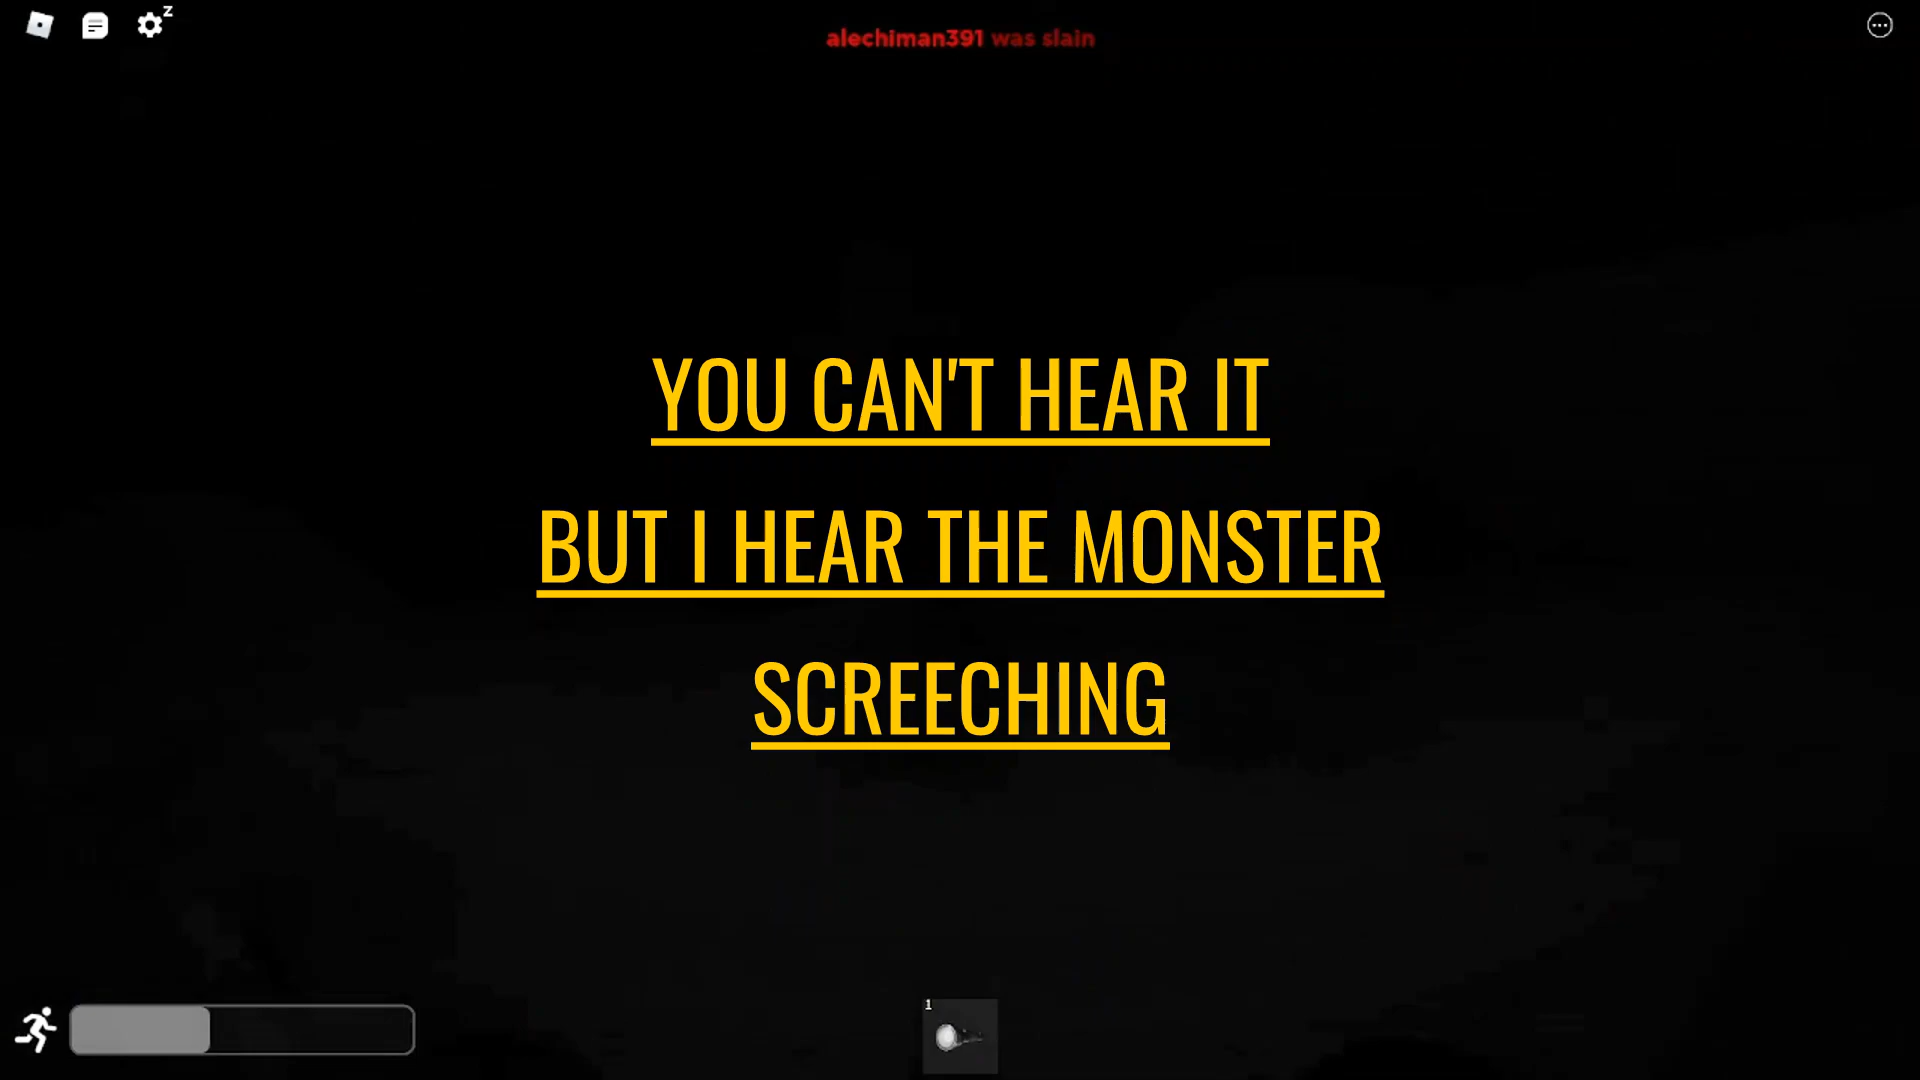 z
alechiman391 was slain
YOU CAN'T HEAR IT
BUT I HEAR THE MONSTER
SCREECHING
1